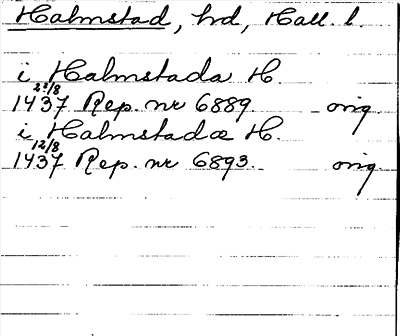 Halmstad, hd, Hall. l.
i Halmstada H.
2?/8
1437 Rep. nr 6889. orig.
i Halmstadæ H.
12/8
1437 Rep. nr 6893. orig.